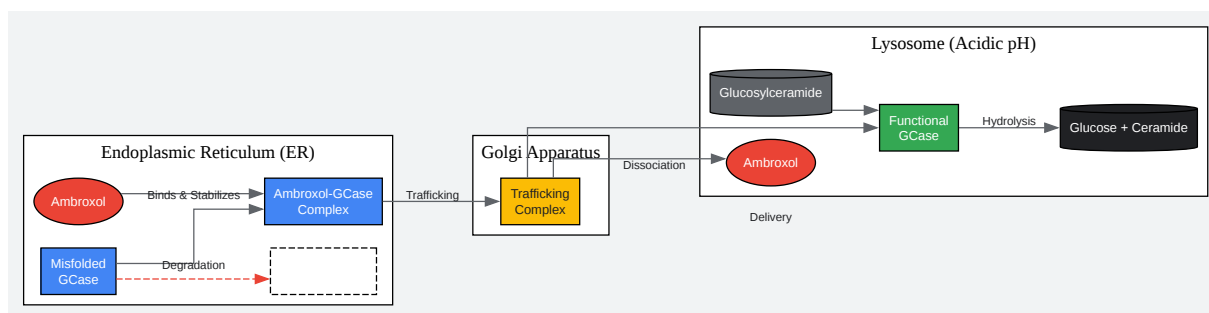 Endoplasmic Reticulum (ER)
Ambroxol
Binds & Stabilizes
Ambroxol-GCase
Complex
Misfolded
GCase
Degradation
Trafficking
Golgi Apparatus
Trafficking
Complex
Dissociation
Delivery
Lysosome (Acidic pH)
Glucosylceramide
Ambroxol
Functional
GCase
Hydrolysis
Glucose + Ceramide